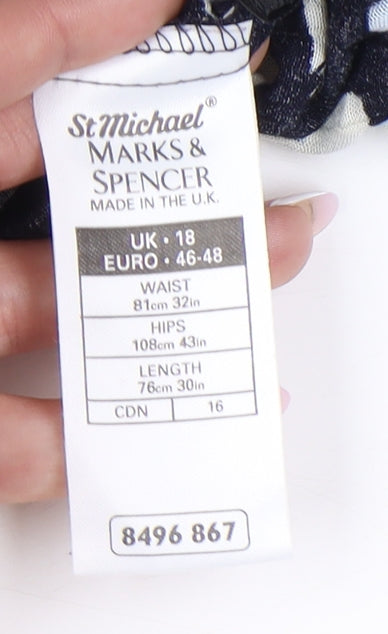 St Michael®
MARKS &
SPENCER
MADE IN THE U.K.
UK • 18
EURO • 46-48
WAIST
81cm 32in
HIPS
108cm 43in
LENGTH
76cm 30in
CDN 16
8496 867